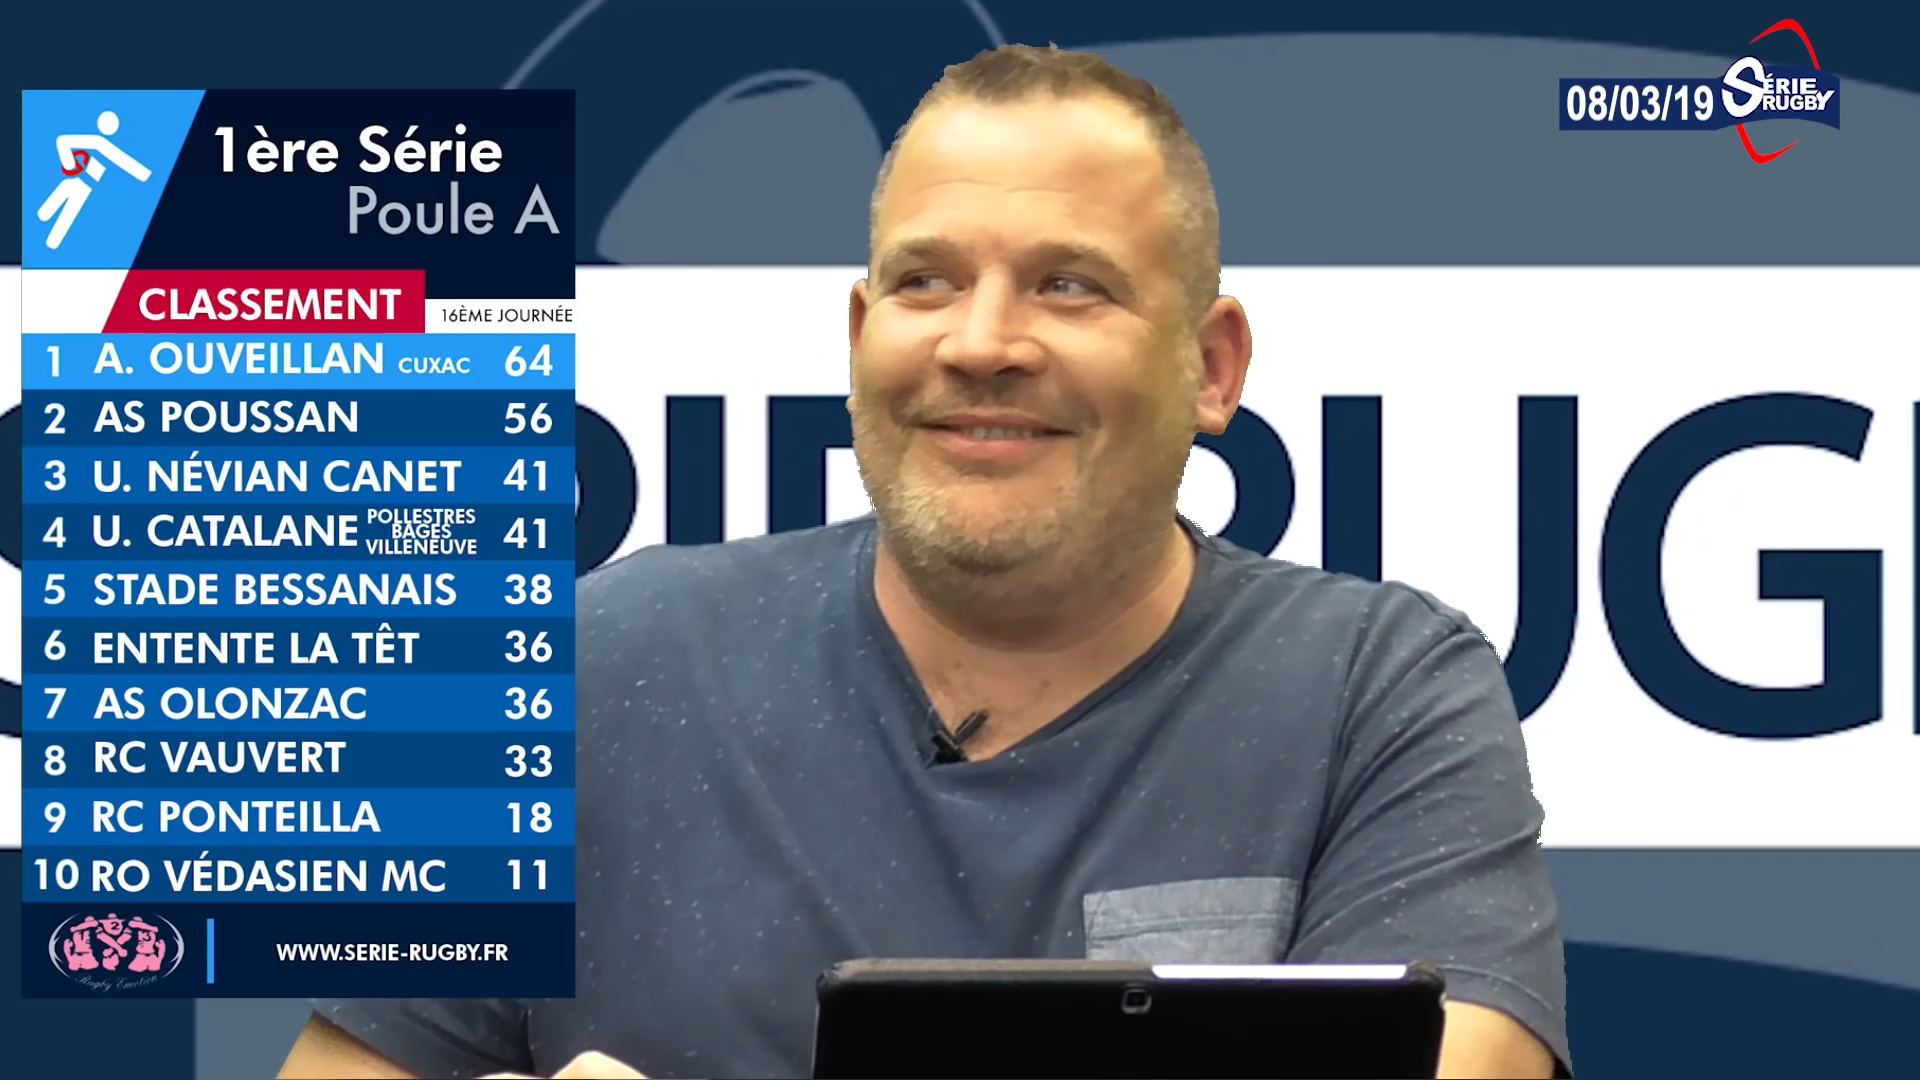 08/03/19 SÉRIE RUGBY
1ère Série
Poule A
CLASSEMENT 16ÈME JOURNÉE
1 A. OUVEILLAN CUXAC 64
2 AS POUSSAN 56
3 U. NÉVIAN CANET 41
4 U. CATALANE POLLESTRES BAGES VILLENEUVE 41
5 STADE BESSANAIS 38
6 ENTENTE LA TÊT 36
7 AS OLONZAC 36
8 RC VAUVERT 33
9 RC PONTEILLA 18
10 RO VÉDASIEN MC 11
Rugby Emotion
WWW.SERIE-RUGBY.FR